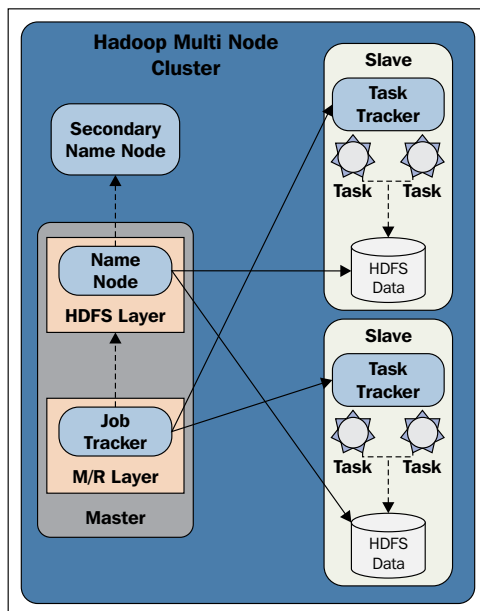 Hadoop Multi Node
Cluster
Secondary
Name Node
Name
Node
HDFS Layer
Job
Tracker
M/R Layer
Master
Slave
Task
Tracker
Task
Task
HDFS
Data
Slave
Task
Tracker
Task
Task
HDFS
Data